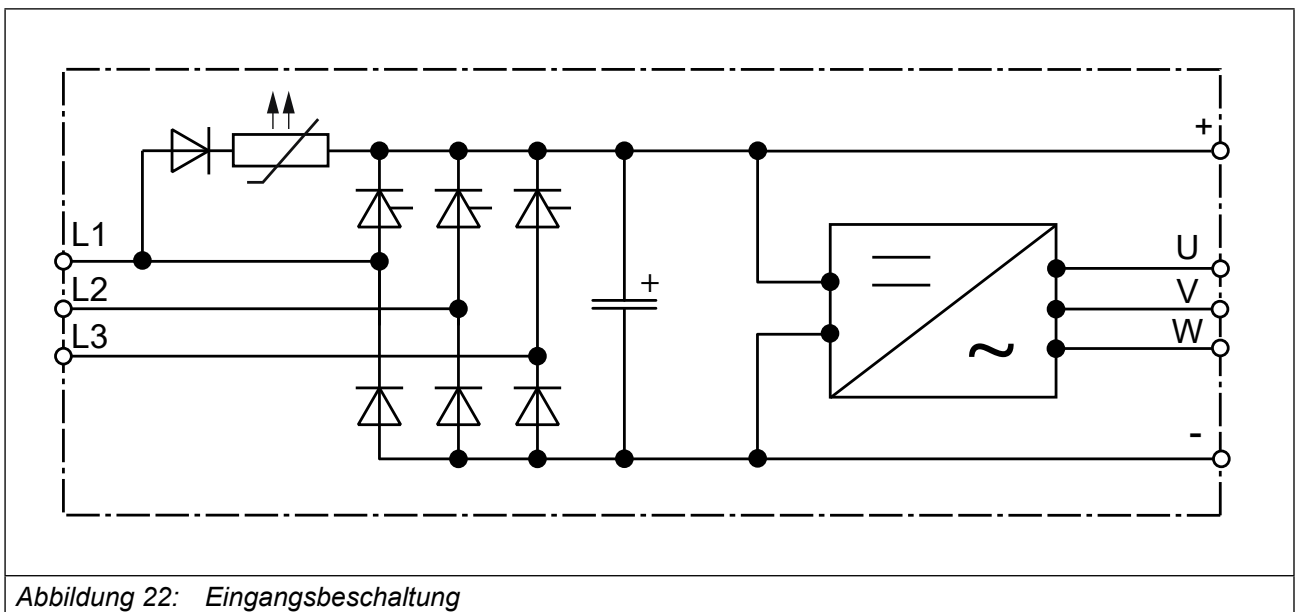 +
L1
L2
L3
+
U
V
W
~
-
Abbildung 22: Eingangsbeschaltung